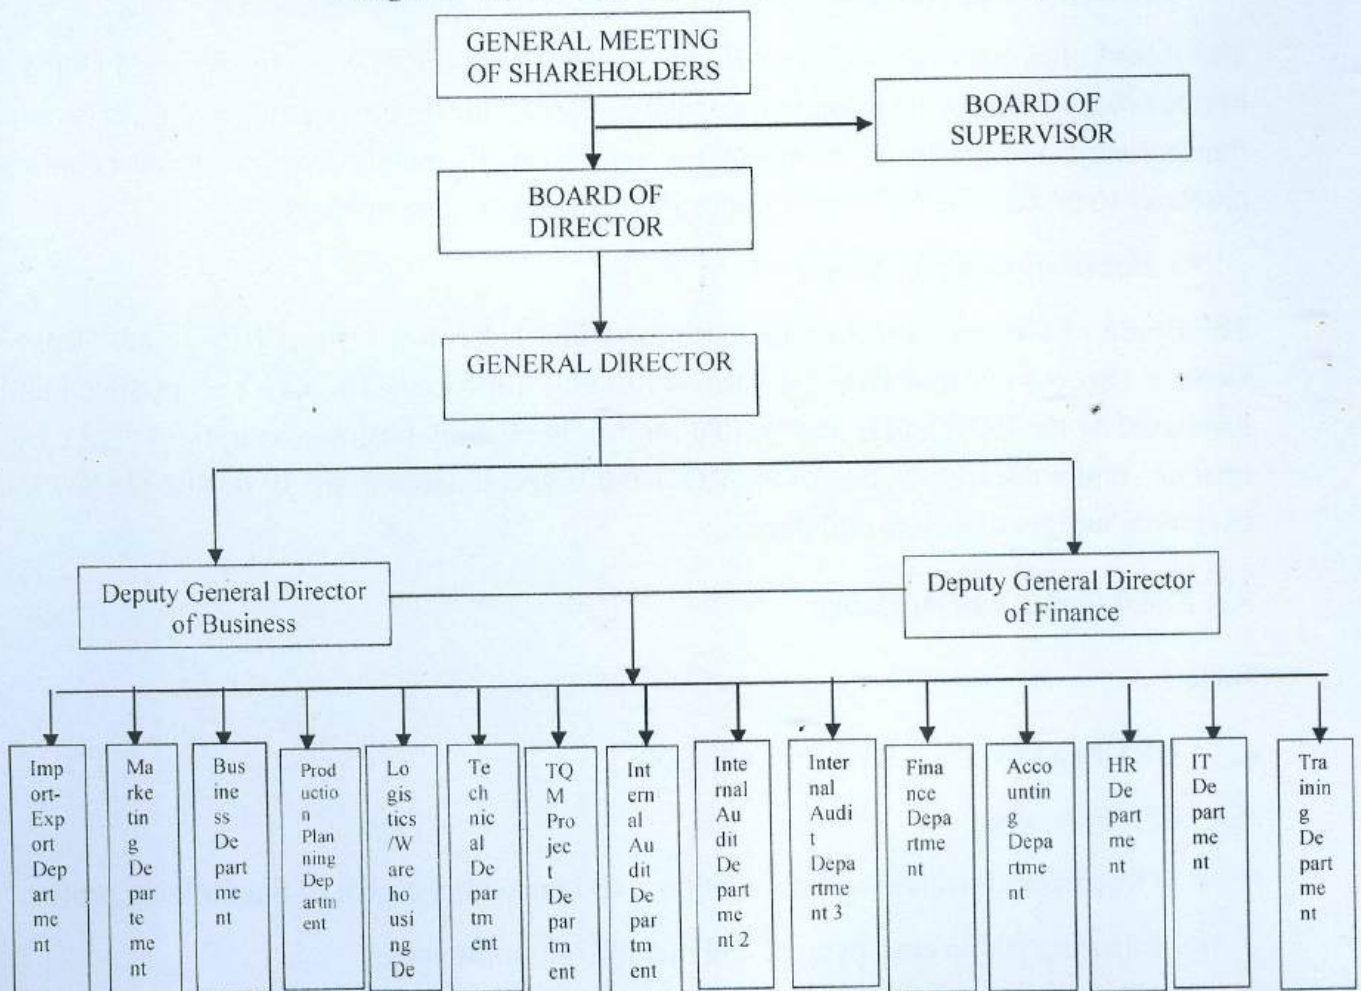 GENERAL MEETING
OF SHAREHOLDERS
BOARD OF
SUPERVISOR
BOARD OF
DIRECTOR
GENERAL DIRECTOR
Deputy General Director
of Business
Deputy General Director
of Finance
Imp
ort-
Exp
ort
Dep
art
me
nt
Ma
rke
tin
g
De
par
te
me
nt
Bus
ine
ss
De
part
me
nt
Prod
uctio
n
Plan
ning
Dep
artm
ent
Lo
gis
tics
/W
are
ho
usi
ng
De
Te
ch
nic
al
De
par
tm
ent
TQ
M
Pro
jec
t
De
par
tm
ent
Int
ern
al
Au
dit
De
par
tm
ent
Inte
rnal
Au
dit
De
part
me
nt 2
Inter
nal
Audi
t
Depa
rtme
nt 3
Fina
nce
Depa
rtme
nt
Acco
untin
g
Depa
rtme
nt
HR
De
part
me
nt
IT
De
part
me
nt
Tra
inin
g
De
part
me
nt